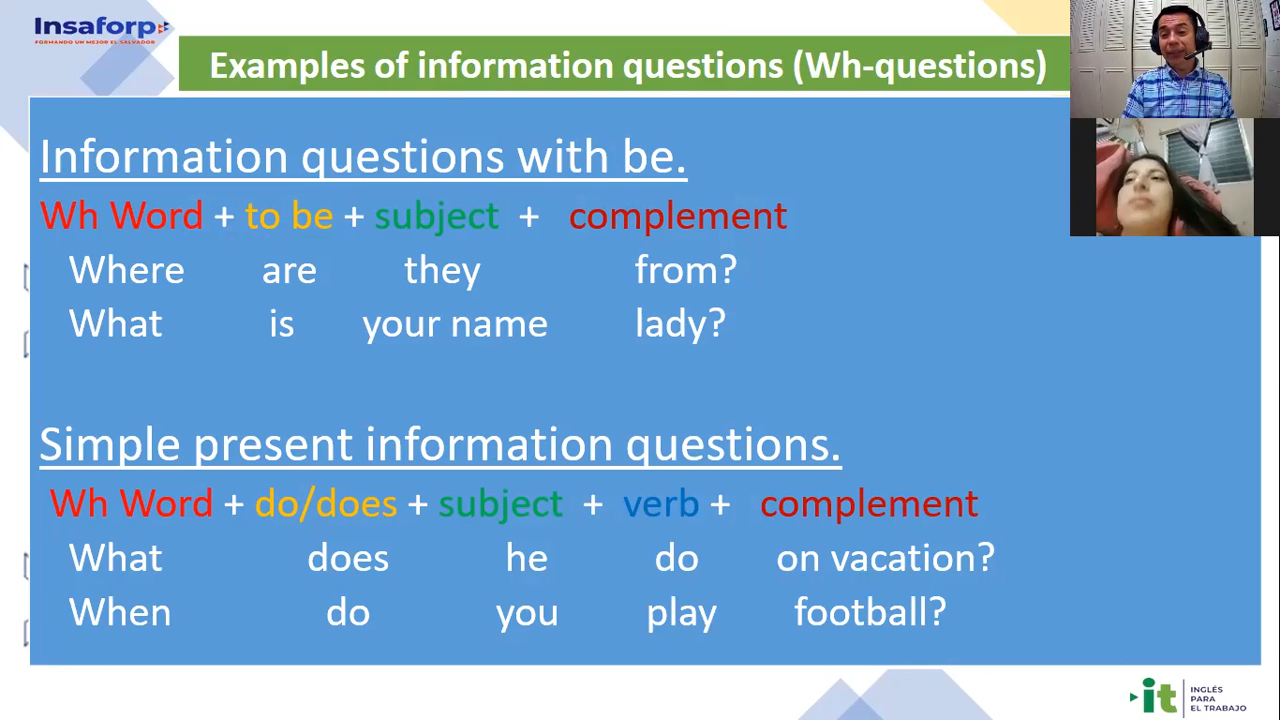 Insaforp
FORMANDO UN MEJOR EL SALVADOR
Examples of information questions (Wh-questions)
Information questions with be.
Wh Word + to be + subject + complement
Where are they from?
What is your name lady?
Simple present information questions.
Wh Word + do/does + subject + verb + complement
What does he do on vacation?
When do you play football?
it
INGLÉS
PARA
EL TRABAJO